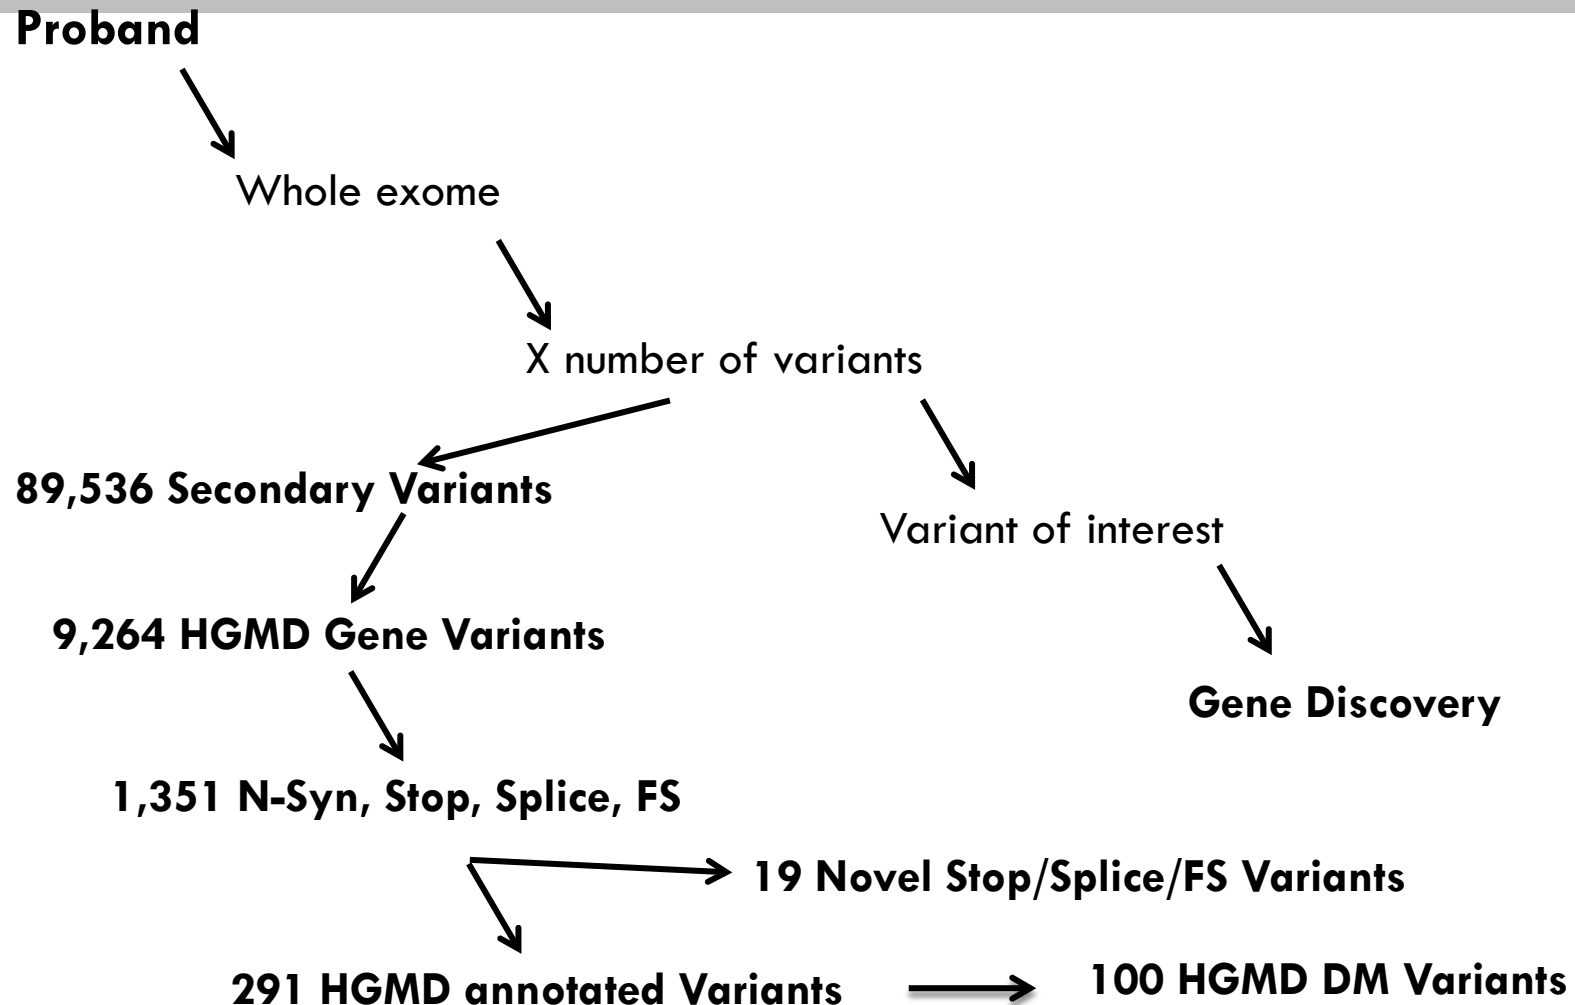 Proband
Whole exome
X number of variants
89,536 Secondary Variants
Variant of interest
9,264 HGMD Gene Variants
Gene Discovery
1,351 N-Syn, Stop, Splice, FS
19 Novel Stop/Splice/FS Variants
291 HGMD annotated Variants
100 HGMD DM Variants